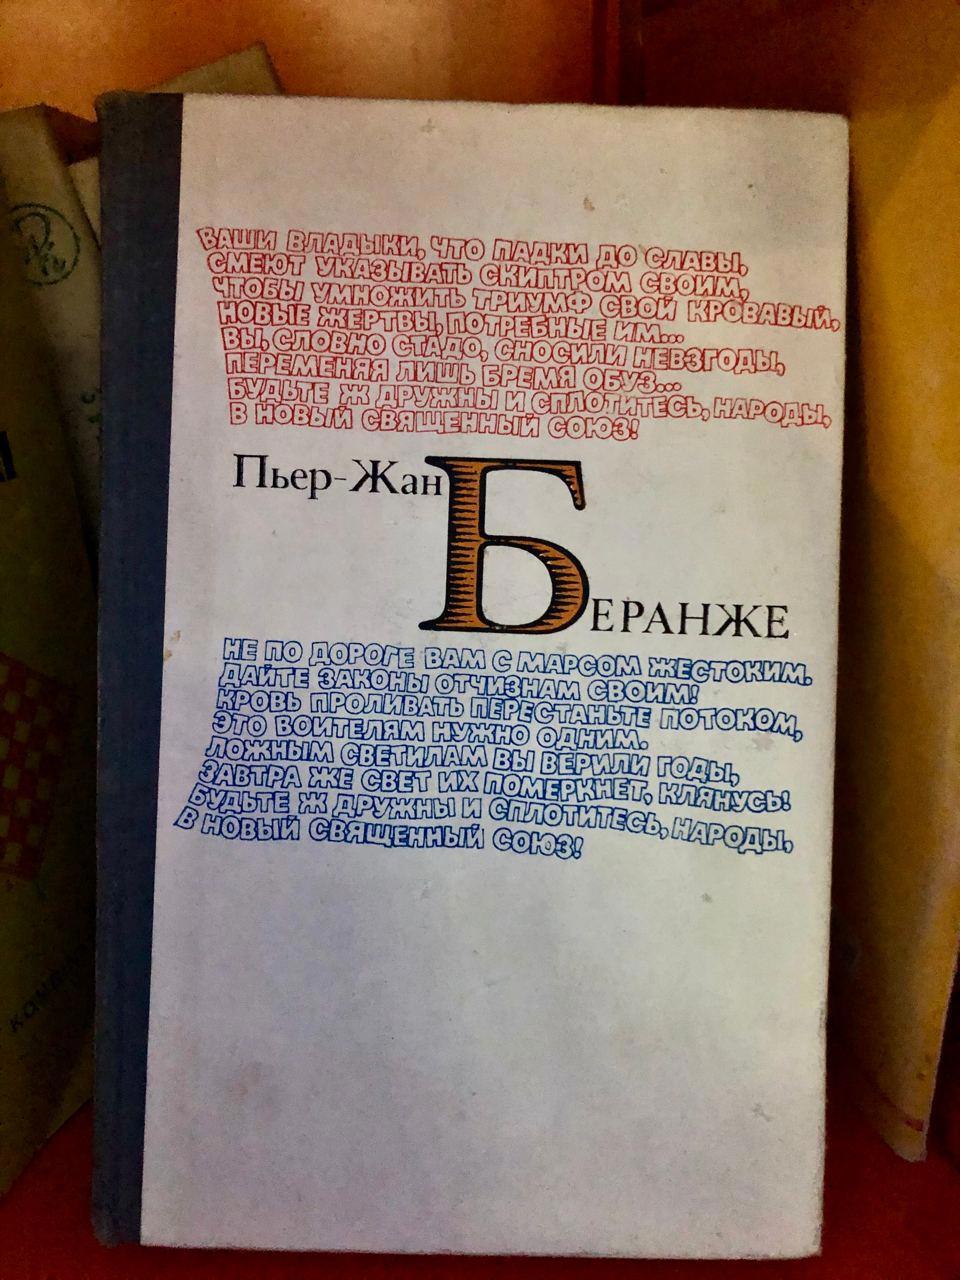 ВАШИ ВЛАДЫКИ, ЧТО ПАДКИ ДО СЛАВЫ,
СМЕЮТ УКАЗЫВАТЬ СКИПТРОМ СВОИМ,
ЧТОБЫ УМНОЖИТЬ ТРИУМФ СВОЙ КРОВАВЫЙ,
НОВЫЕ ЖЕРТВЫ, ПОТРЕБНЫЕ ИМ...
ВЫ, СЛОВНО СТАДО, СНОСИЛИ НЕВЗГОДЫ,
ПЕРЕМЕНЯЯ ЛИШЬ БРЕМЯ ОБУЗ...
БУДЬТЕ Ж ДРУЖНЫ И СПЛОТИТЕСЬ, НАРОДЫ,
В НОВЫЙ СВЯЩЕННЫЙ СОЮЗ!
Пьер-Жан
БЕРАНЖЕ
НЕ ПО ДОРОГЕ ВАМ С МАРСОМ ЖЕСТОКИМ.
ДАЙТЕ ЗАКОНЫ ОТЧИЗНАМ СВОИМ!
КРОВЬ ПРОЛИВАТЬ ПЕРЕСТАНЬТЕ ПОТОКОМ,
ЭТО ВОИТЕЛЯМ НУЖНО ОДНИМ.
ЛОЖНЫМ СВЕТИЛАМ ВЫ ВЕРИЛИ ГОДЫ,
ЗАВТРА ЖЕ СВЕТ ИХ ПОМЕРКНЕТ, КЛЯНУСЬ!
БУДЬТЕ Ж ДРУЖНЫ И СПЛОТИТЕСЬ, НАРОДЫ,
В НОВЫЙ СВЯЩЕННЫЙ СОЮЗ!